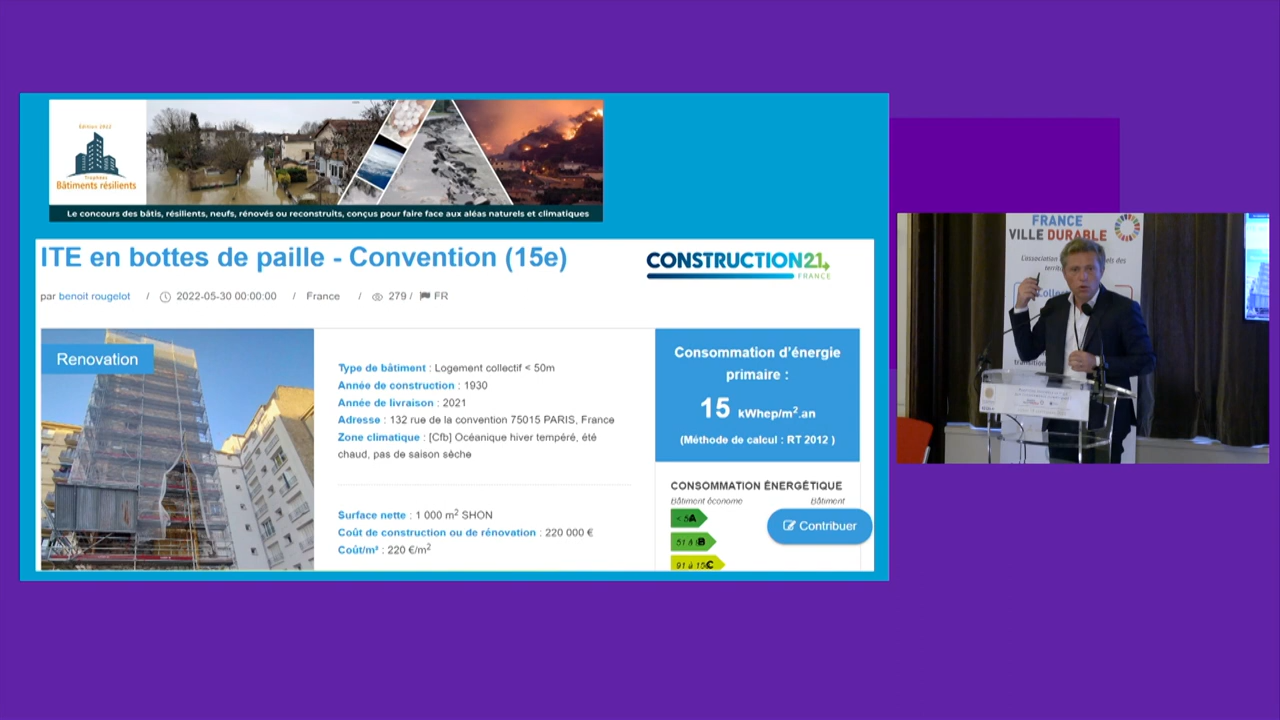 Édition 2022
Trophées
Bâtiments résilients
Le concours des bâtis, résilients, neufs, rénovés ou reconstruits, conçus pour faire face aux aléas naturels et climatiques
ITE en bottes de paille - Convention (15e)
CONSTRUCTION21
FRANCE
par benoit rougelot / 2022-05-30 00:00:00 / France / 279 / FR
Renovation
Type de bâtiment : Logement collectif < 50m
Année de construction : 1930
Année de livraison : 2021
Adresse : 132 rue de la convention 75015 PARIS, France
Zone climatique : [Cfb] Océanique hiver tempéré, été
chaud, pas de saison sèche
Surface nette : 1 000 m² SHON
Coût de construction ou de rénovation : 220 000 €
Coût/m² : 220 €/m²
Consommation d'énergie
primaire :
15 kWhep/m².an
(Méthode de calcul : RT 2012 )
CONSOMMATION ÉNERGÉTIQUE
Bâtiment économe Bâtiment
A
51 à B
91 à 150 C
Contribuer
FRANCE
VILLE DURABLE
L'association